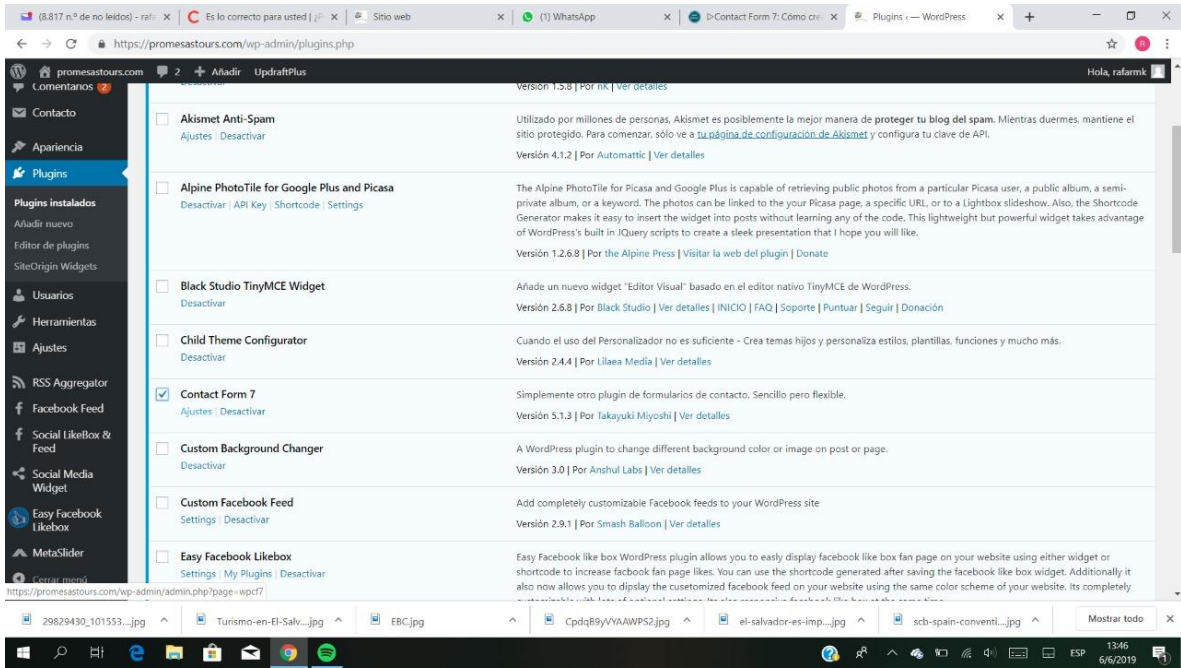 (8.817 n.º de no leídos) - rafa
Es lo correcto para usted | ¿P
Sitio web
(1) WhatsApp
▷Contact Form 7: Cómo cre
Plugins ‹ — WordPress
https://promesastours.com/wp-admin/plugins.php
R
promesastours.com 2 + Añadir UpdraftPlus
Hola, rafarmk
Comentarios 2
Contacto
Apariencia
Plugins
Plugins instalados
Añadir nuevo
Editor de plugins
SiteOrigin Widgets
Usuarios
Herramientas
Ajustes
RSS Aggregator
Facebook Feed
Social LikeBox &
Feed
Social Media
Widget
Easy Facebook
Likebox
MetaSlider
Cerrar menú
Desactivar
Versión 1.5.8 | Por nK | Ver detalles
Akismet Anti-Spam
Ajustes | Desactivar
Utilizado por millones de personas, Akismet es posiblemente la mejor manera de proteger tu blog del spam. Mientras duermes, mantiene el
sitio protegido. Para comenzar, sólo ve a tu página de configuración de Akismet y configura tu clave de API.
Versión 4.1.2 | Por Automattic | Ver detalles
Alpine PhotoTile for Google Plus and Picasa
Desactivar | API Key | Shortcode | Settings
The Alpine PhotoTile for Picasa and Google Plus is capable of retrieving public photos from a particular Picasa user, a public album, a semi-
private album, or a keyword. The photos can be linked to the your Picasa page, a specific URL, or to a Lightbox slideshow. Also, the Shortcode
Generator makes it easy to insert the widget into posts without learning any of the code. This lightweight but powerful widget takes advantage
of WordPress's built in JQuery scripts to create a sleek presentation that I hope you will like.
Versión 1.2.6.8 | Por the Alpine Press | Visitar la web del plugin | Donate
Black Studio TinyMCE Widget
Desactivar
Añade un nuevo widget "Editor Visual" basado en el editor nativo TinyMCE de WordPress.
Versión 2.6.8 | Por Black Studio | Ver detalles | INICIO | FAQ | Soporte | Puntuar | Seguir | Donación
Child Theme Configurator
Desactivar
Cuando el uso del Personalizador no es suficiente - Crea temas hijos y personaliza estilos, plantillas, funciones y mucho más.
Versión 2.4.4 | Por Lilaea Media | Ver detalles
Contact Form 7
Ajustes | Desactivar
Simplemente otro plugin de formularios de contacto. Sencillo pero flexible.
Versión 5.1.3 | Por Takayuki Miyoshi | Ver detalles
Custom Background Changer
Desactivar
A WordPress plugin to change different background color or image on post or page.
Versión 3.0 | Por Anshul Labs | Ver detalles
Custom Facebook Feed
Settings | Desactivar
Add completely customizable Facebook feeds to your WordPress site
Versión 2.9.1 | Por Smash Balloon | Ver detalles
Easy Facebook Likebox
Settings | My Plugins | Desactivar
Easy Facebook like box WordPress plugin allows you to easly display facebook like box fan page on your website using either widget or
shortcode to increase facbook fan page likes. You can use the shortcode generated after saving the facebook like box widget. Additionally it
also now allows you to dipslay the cusetomized facebook feed on your website using the same color scheme of your website. Its completely
https://promesastours.com/wp-admin/admin.php?page=wpcf7
29829430_101553....jpg
Turismo-en-El-Salv....jpg
EBC.jpg
CpdqB9yVYAAWPS2.jpg
el-salvador-es-imp....jpg
scb-spain-conventi....jpg
Mostrar todo
ESP
13:46
6/6/2019
1